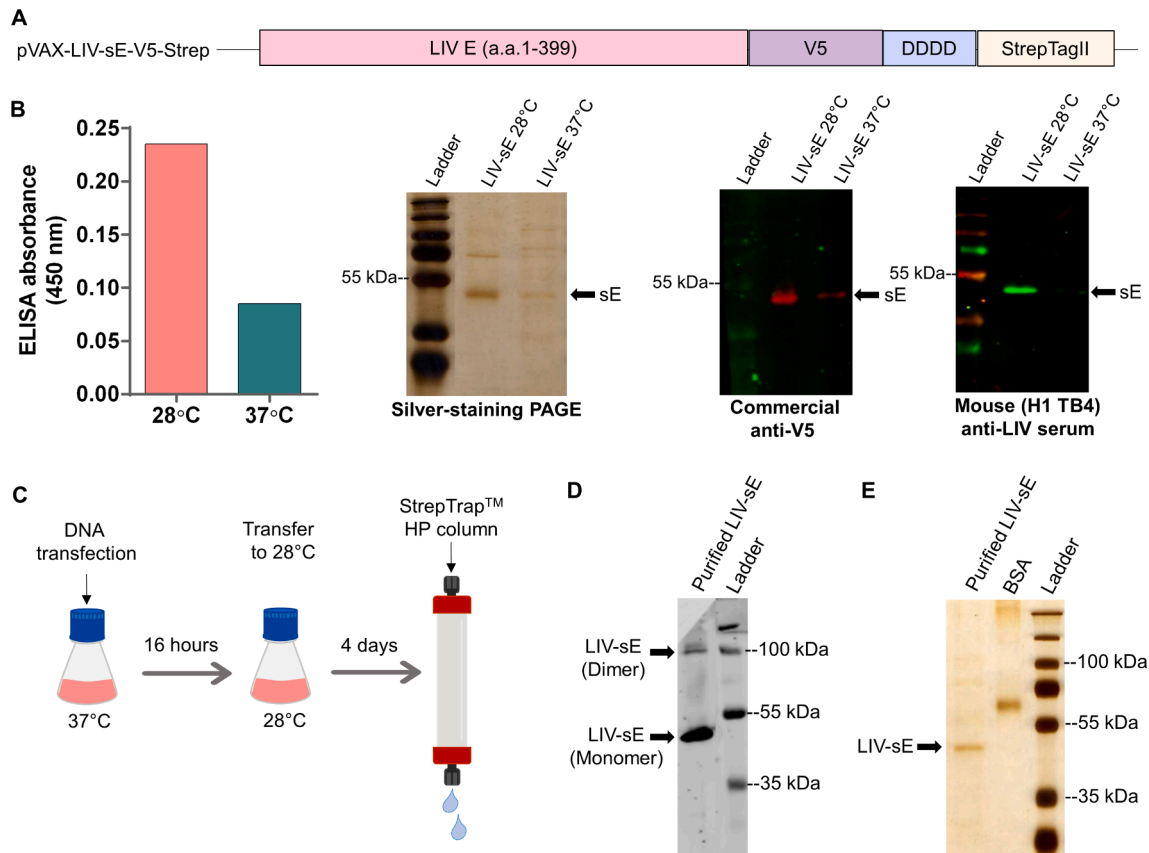 A
pVAX-LIV-sE-V5-Strep
LIV E (a.a.1-399)
V5
DDDD
StrepTagII
B
ELISA absorbance
(450 nm)
0.25
0.20
0.15
0.10
0.05
0.00
28°C
37°C
Ladder
LIV-sE 28°C
LIV-sE 37°C
55 kDa--
sE
Silver-staining PAGE
Ladder
LIV-sE 28°C
LIV-sE 37°C
55 kDa--
sE
Commercial
anti-V5
Ladder
LIV-sE 28°C
LIV-sE 37°C
55 kDa--
sE
Mouse (H1 TB4)
anti-LIV serum
C
DNA
transfection
37°C
16 hours
Transfer
to 28°C
28°C
4 days
StrepTrap™
HP column
D
Purified LIV-sE
Ladder
LIV-sE
(Dimer)
LIV-sE
(Monomer)
--100 kDa
--55 kDa
--35 kDa
E
Purified LIV-sE
BSA
Ladder
LIV-sE
--100 kDa
--55 kDa
--35 kDa